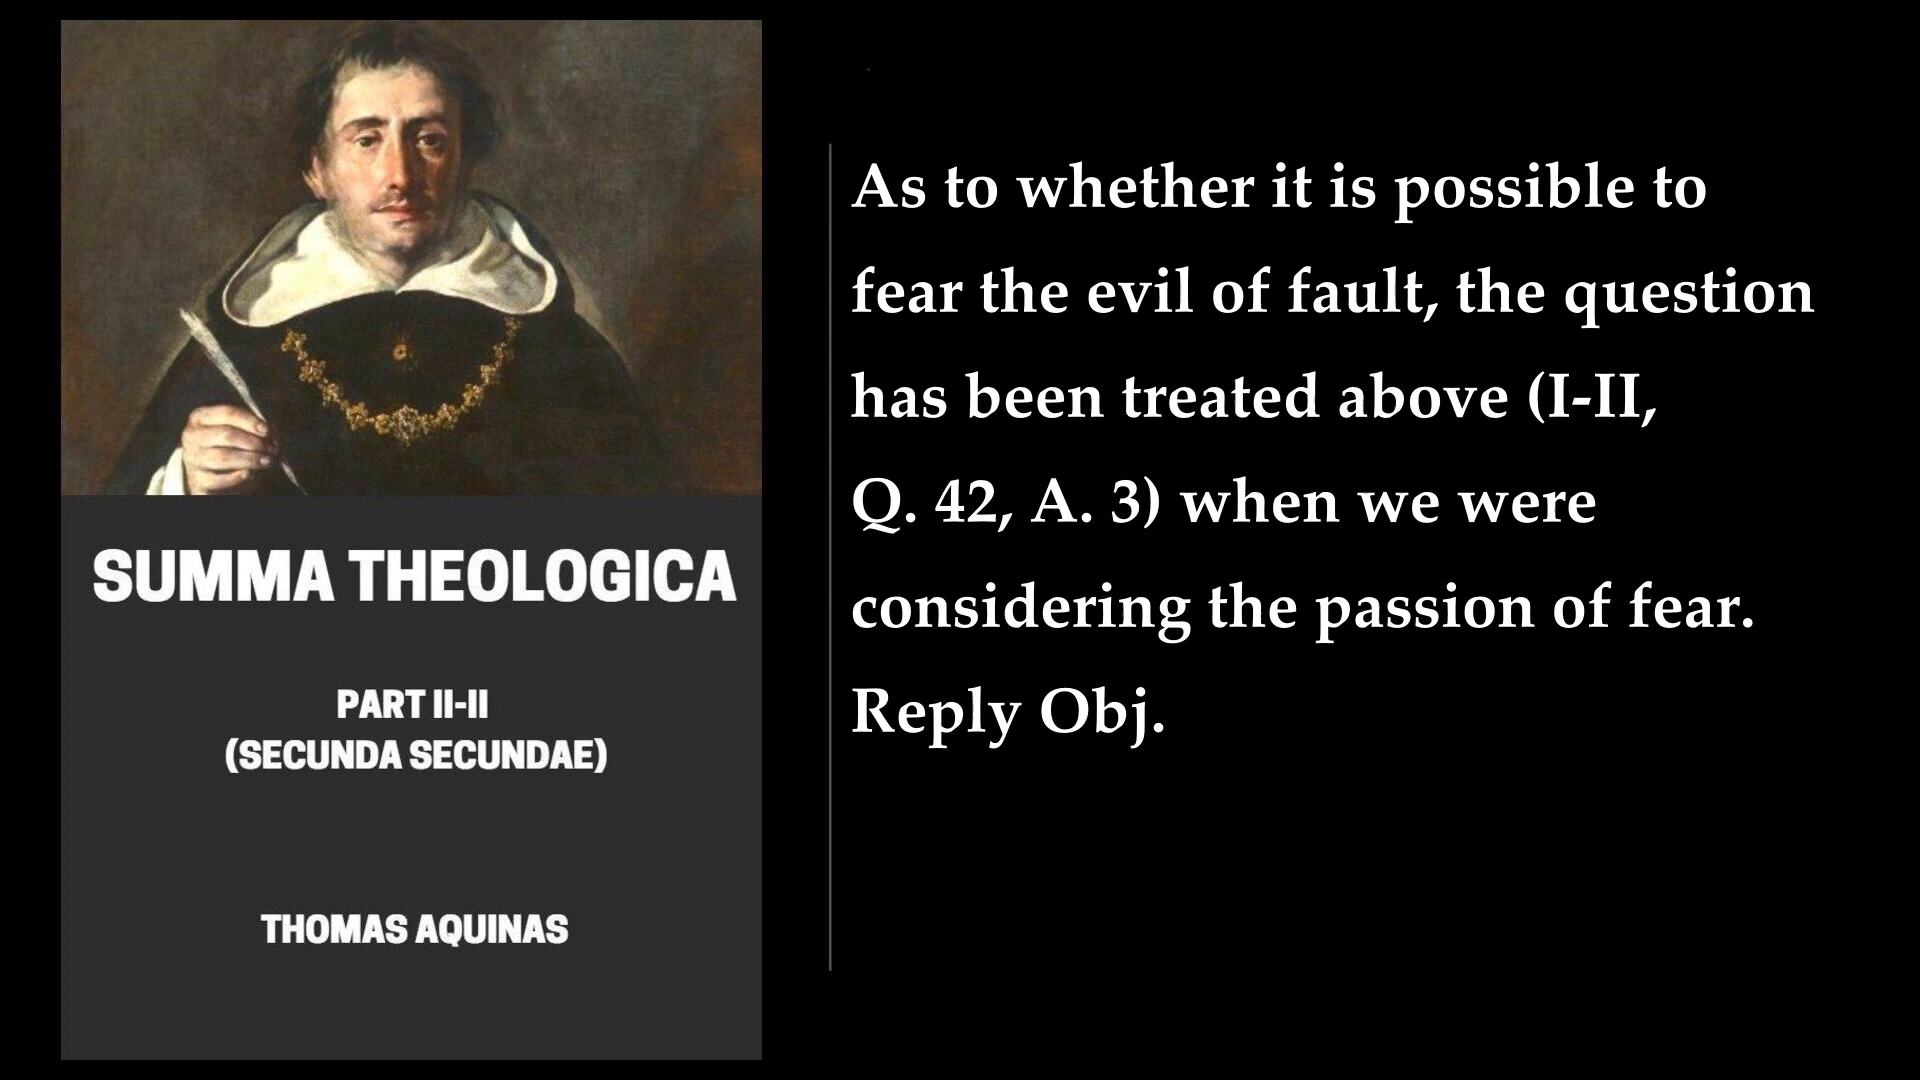 SUMMA THEOLOGICA
PART II-II
(SECUNDA SECUNDAE)
THOMAS AQUINAS
As to whether it is possible to
fear the evil of fault, the question
has been treated above (I-II,
Q. 42, A. 3) when we were
considering the passion of fear.
Reply Obj.